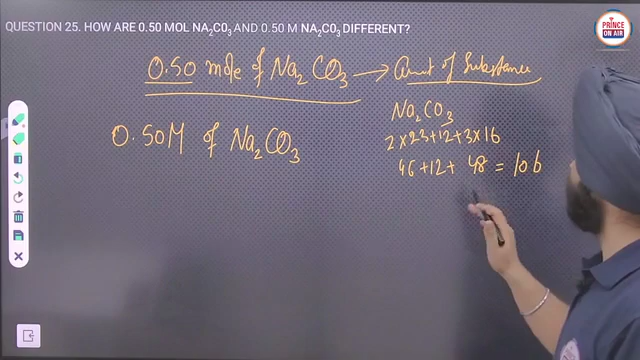 QUESTION 25. HOW ARE 0.50 MOL NA₂CO₃ AND 0.50 M NA₂CO₃ DIFFERENT?
PRINCE
ON AIR
0.50 mole of Na₂CO₃ → Amnt of Substance
Na₂CO₃
0.50M of Na₂CO₃
2×23+12+3×16
46+12+48 = 106